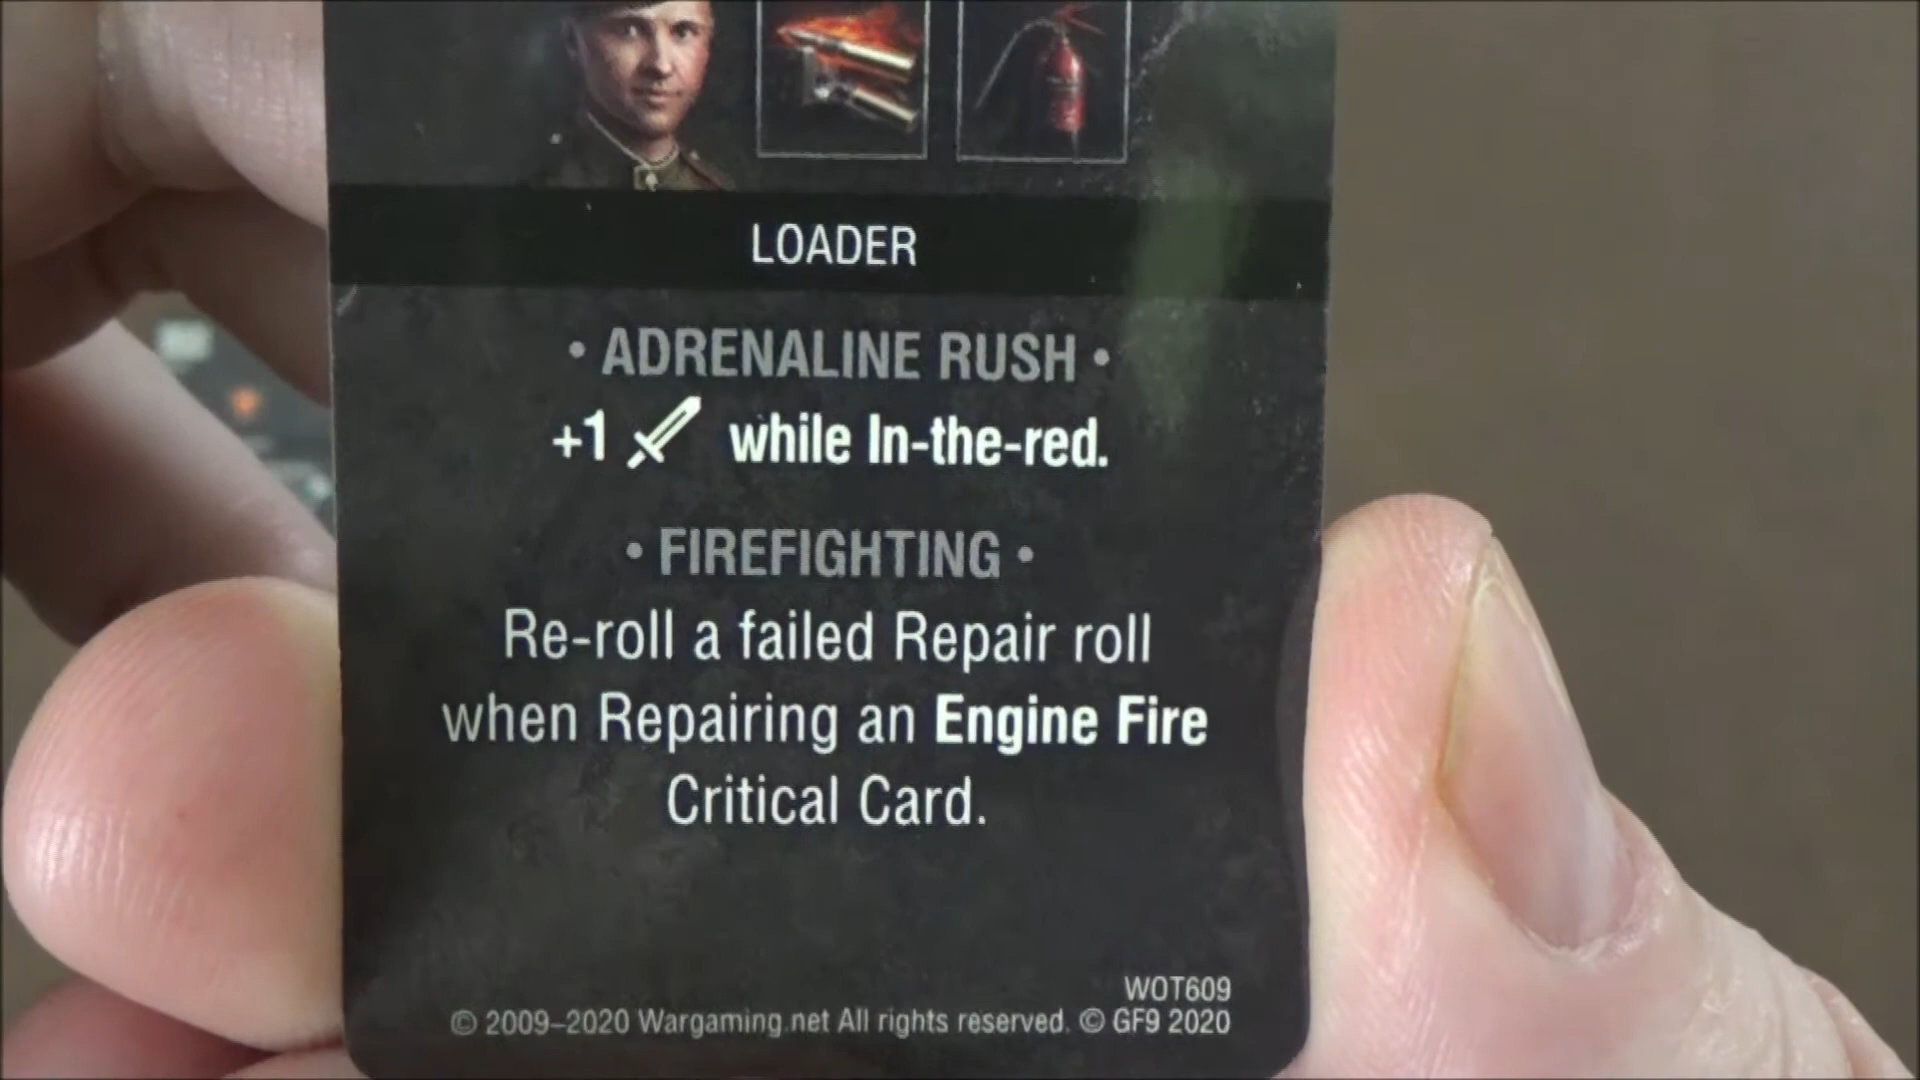 LOADER
• ADRENALINE RUSH •
+1 while In-the-red.
• FIREFIGHTING •
Re-roll a failed Repair roll
when Repairing an Engine Fire
Critical Card.
WOT609
© 2009–2020 Wargaming.net All rights reserved. © GF9 2020